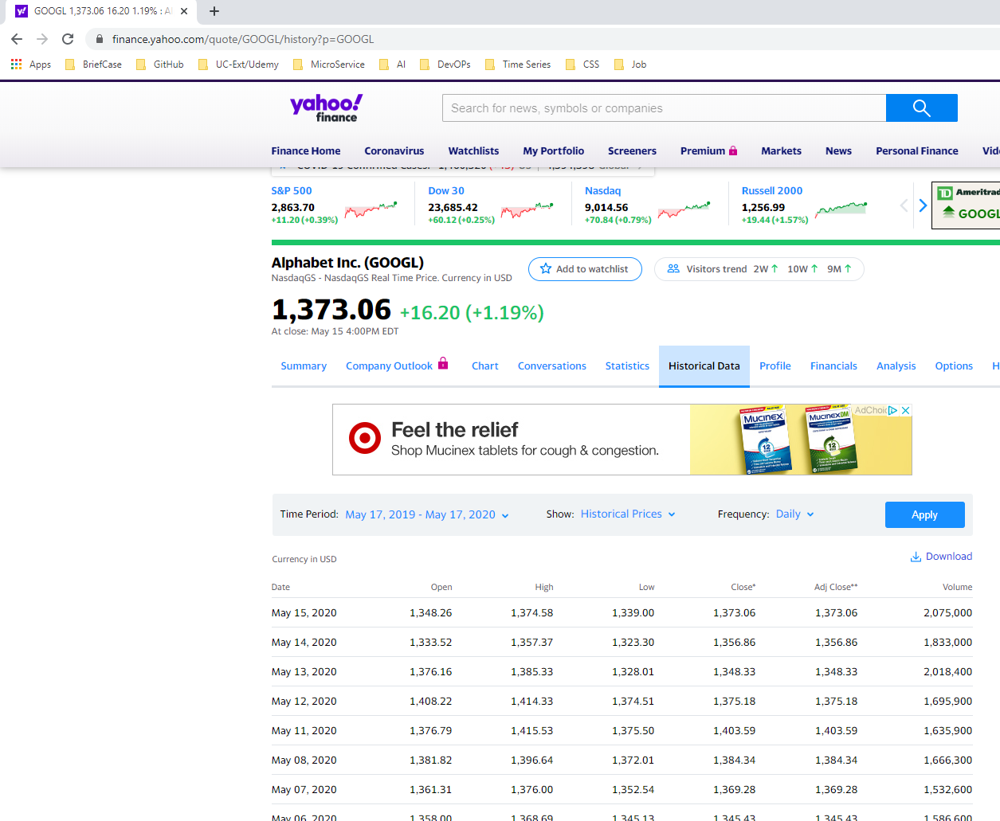 GOOGL 1,373.06 16.20 1.19% : Al
finance.yahoo.com/quote/GOOGL/history?p=GOOGL
Apps BriefCase GitHub UC-Ext/Udemy MicroService AI DevOPs Time Series CSS Job
yahoo!
finance
Search for news, symbols or companies
Finance Home Coronavirus Watchlists My Portfolio Screeners Premium Markets News Personal Finance Vide
S&P 500 Dow 30 Nasdaq Russell 2000
2,863.70 23,685.42 9,014.56 1,256.99
+11.20 (+0.39%) +60.12 (+0.25%) +70.84 (+0.79%) +19.44 (+1.57%)
TD Ameritrad
GOOGL
Alphabet Inc. (GOOGL)
NasdaqGS - NasdaqGS Real Time Price. Currency in USD
Add to watchlist
Visitors trend 2W↑ 10W↑ 9M↑
1,373.06 +16.20 (+1.19%)
At close: May 15 4:00PM EDT
Summary Company Outlook Chart Conversations Statistics Historical Data Profile Financials Analysis Options H
Feel the relief
Shop Mucinex tablets for cough & congestion.
Mucinex
12
MucinexDM
12
AdChoic
Time Period: May 17, 2019 - May 17, 2020 Show: Historical Prices Frequency: Daily Apply
Currency in USD Download
Date Open High Low Close* Adj Close** Volume
May 15, 2020 1,348.26 1,374.58 1,339.00 1,373.06 1,373.06 2,075,000
May 14, 2020 1,333.52 1,357.37 1,323.30 1,356.86 1,356.86 1,833,000
May 13, 2020 1,376.16 1,385.33 1,328.01 1,348.33 1,348.33 2,018,400
May 12, 2020 1,408.22 1,414.33 1,374.51 1,375.18 1,375.18 1,695,900
May 11, 2020 1,376.79 1,415.53 1,375.50 1,403.59 1,403.59 1,635,900
May 08, 2020 1,381.82 1,396.64 1,372.01 1,384.34 1,384.34 1,666,300
May 07, 2020 1,361.31 1,376.00 1,352.54 1,369.28 1,369.28 1,532,600
May 06, 2020 1,358.00 1,368.69 1,345.13 1,345.43 1,345.43 1,586,600